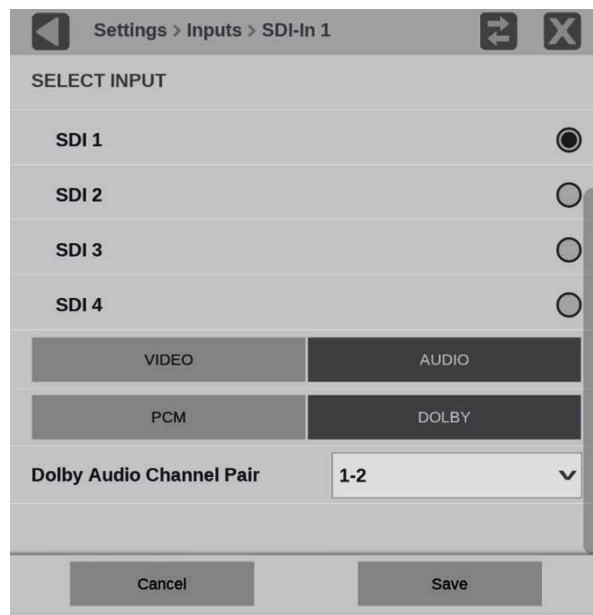 Settings > Inputs > SDI-In 1
SELECT INPUT
SDI 1
SDI 2
SDI 3
SDI 4
VIDEO AUDIO
PCM DOLBY
Dolby Audio Channel Pair 1-2
Cancel Save